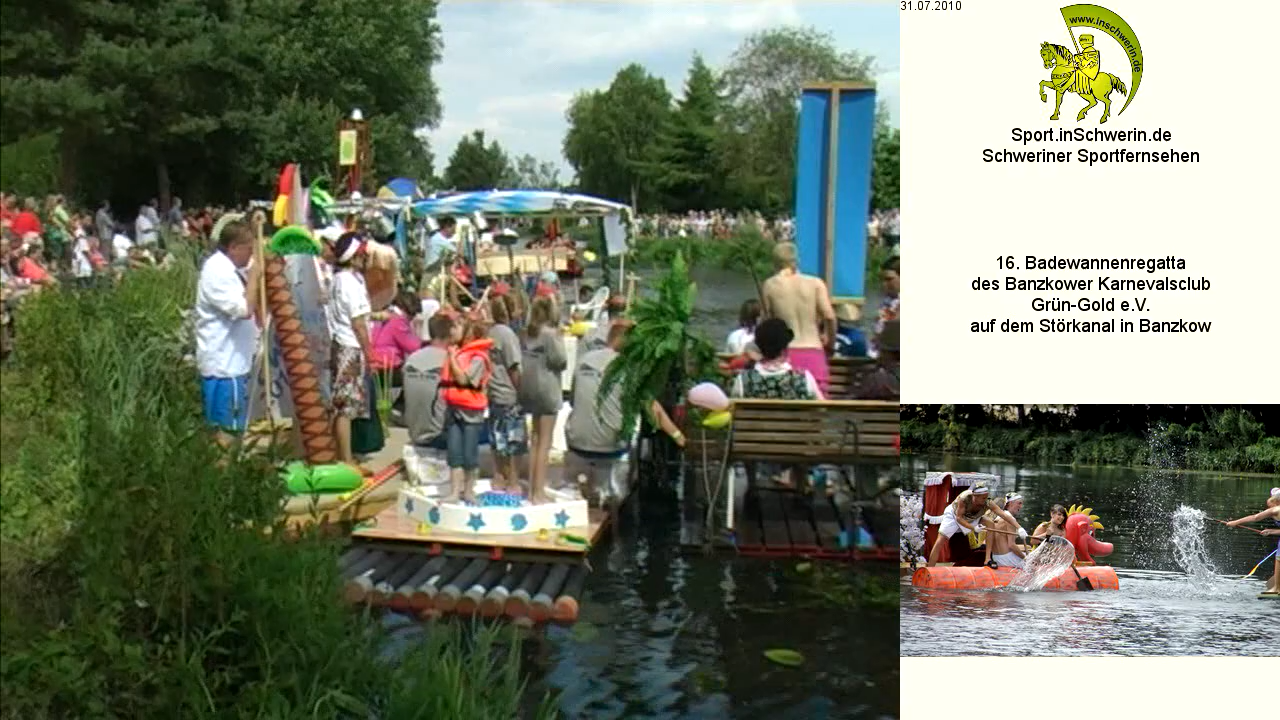 31.07.2010
www.inschwerin.de
Sport.inSchwerin.de
Schweriner Sportfernsehen
16. Badewannenregatta
des Banzkower Karnevalsclub
Grün-Gold e.V.
auf dem Störkanal in Banzkow